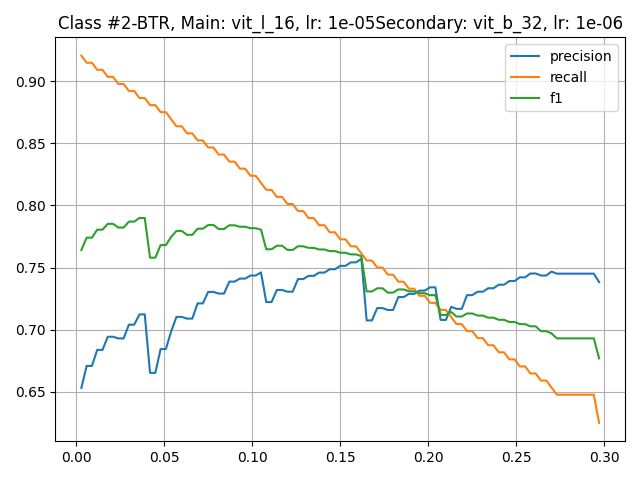 Class #2-BTR, Main: vit_l_16, lr: 1e-05Secondary: vit_b_32, lr: 1e-06
precision
recall
f1
0.90
0.85
0.80
0.75
0.70
0.65
0.00 0.05 0.10 0.15 0.20 0.25 0.30